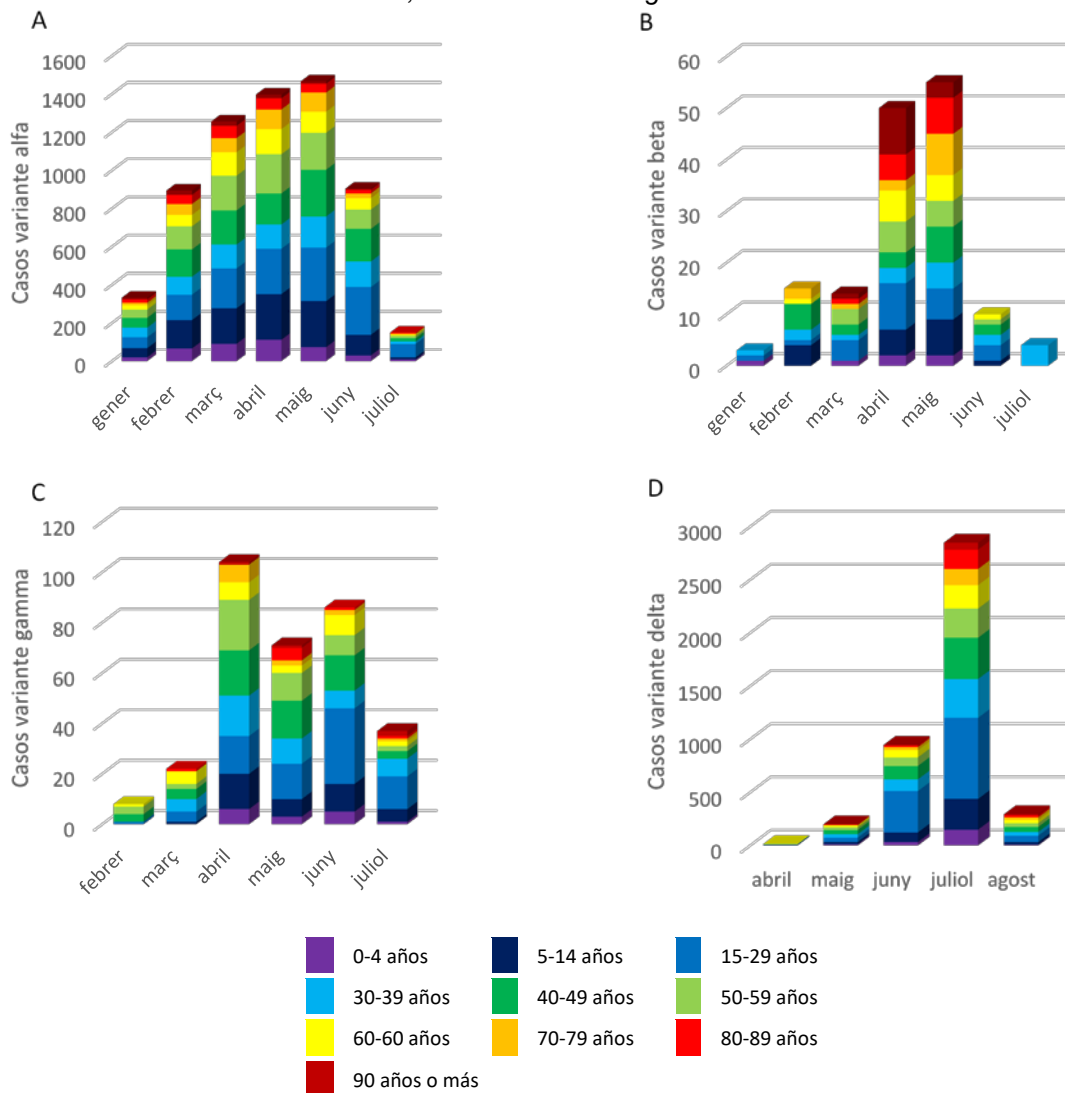 A
Casos variante alfa
1600
1400
1200
1000
800
600
400
200
0
gener
febrer
març
abril
maig
juny
juliol
B
Casos variante beta
60
50
40
30
20
10
0
gener
febrer
març
abril
maig
juny
juliol
C
Casos variante gamma
120
100
80
60
40
20
0
febrer
març
abril
maig
juny
juliol
D
Casos variante delta
3000
2500
2000
1500
1000
500
0
abril maig juny juliol agost
0-4 años 5-14 años 15-29 años
30-39 años 40-49 años 50-59 años
60-60 años 70-79 años 80-89 años
90 años o más